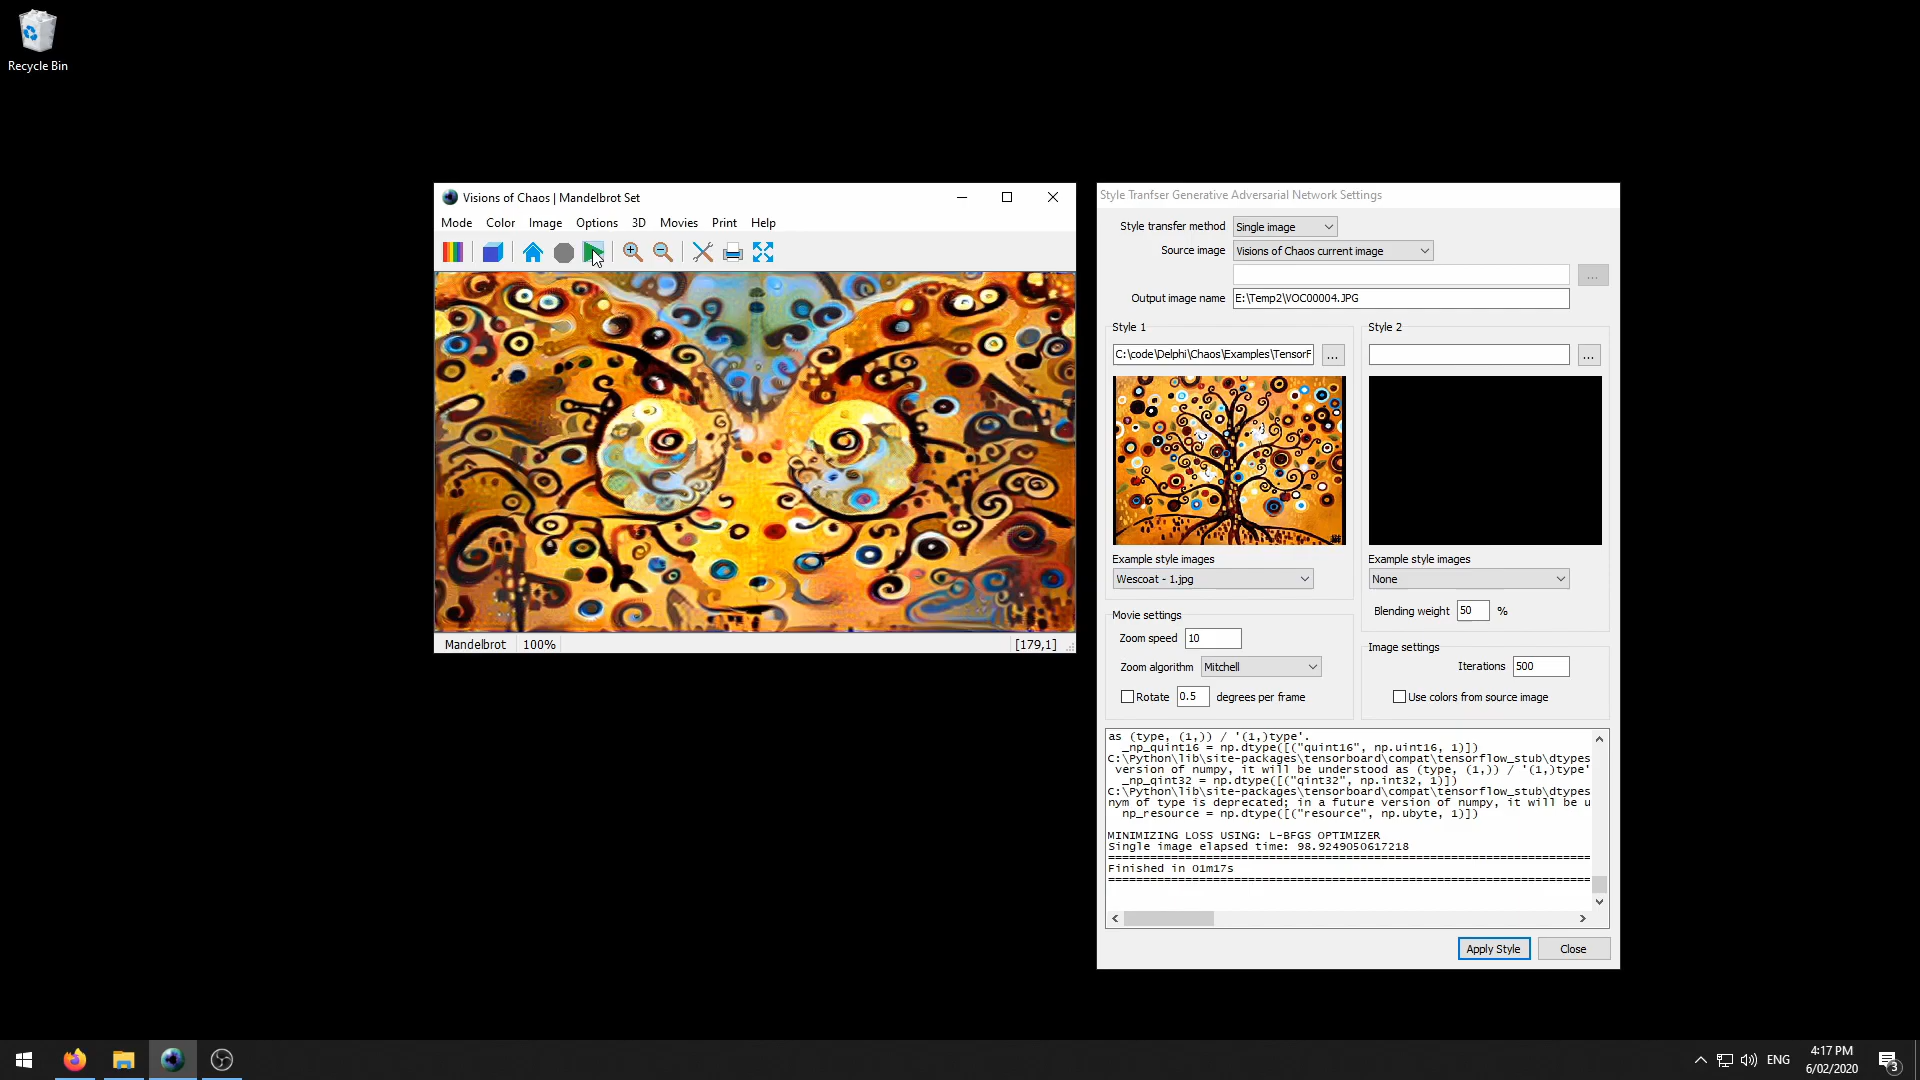 Recycle Bin
Visions of Chaos | Mandelbrot Set
Mode Color Image Options 3D Movies Print Help
Mandelbrot 100% [179,1]
Style Tranfser Generative Adversarial Network Settings
Style transfer method Single image
Source image Visions of Chaos current image
...
Output image name E:\Temp2\VOC00004.JPG
Style 1
C:\code\Delphi\Chaos\Examples\TensorF ...
Example style images
Wescoat - 1.jpg
Style 2
...
Example style images
None
Blending weight 50 %
Movie settings
Zoom speed 10
Zoom algorithm Mitchell
Rotate 0.5 degrees per frame
Image settings
Iterations 500
Use colors from source image
as (type, (1,)) / '(1,)type'.
_np_quint16 = np.dtype([("quint16", np.uint16, 1)])
C:\Python\lib\site-packages\tensorboard\compat\tensorflow_stub\dtypes
version of numpy, it will be understood as (type, (1,)) / '(1,)type'
_np_qint32 = np.dtype([("qint32", np.int32, 1)])
C:\Python\lib\site-packages\tensorboard\compat\tensorflow_stub\dtypes
nym of type is deprecated; in a future version of numpy, it will be u
np_resource = np.dtype([("resource", np.ubyte, 1)])
MINIMIZING LOSS USING: L-BFGS OPTIMIZER
Single image elapsed time: 98.9249050617218
Finished in 01m17s
Apply Style Close
ENG
4:17 PM
6/02/2020
3